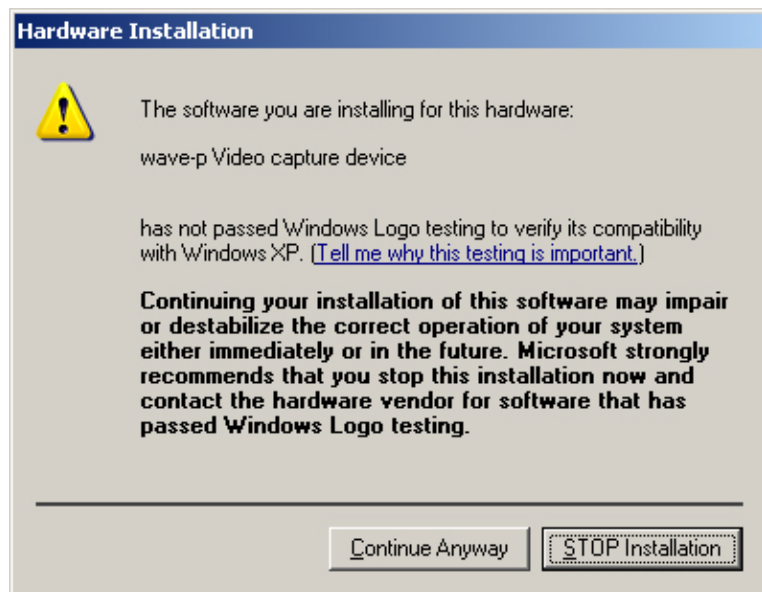 Hardware Installation
The software you are installing for this hardware:
wave-p Video capture device
has not passed Windows Logo testing to verify its compatibility
with Windows XP. (Tell me why this testing is important.)
Continuing your installation of this software may impair
or destabilize the correct operation of your system
either immediately or in the future. Microsoft strongly
recommends that you stop this installation now and
contact the hardware vendor for software that has
passed Windows Logo testing.
Continue Anyway
STOP Installation